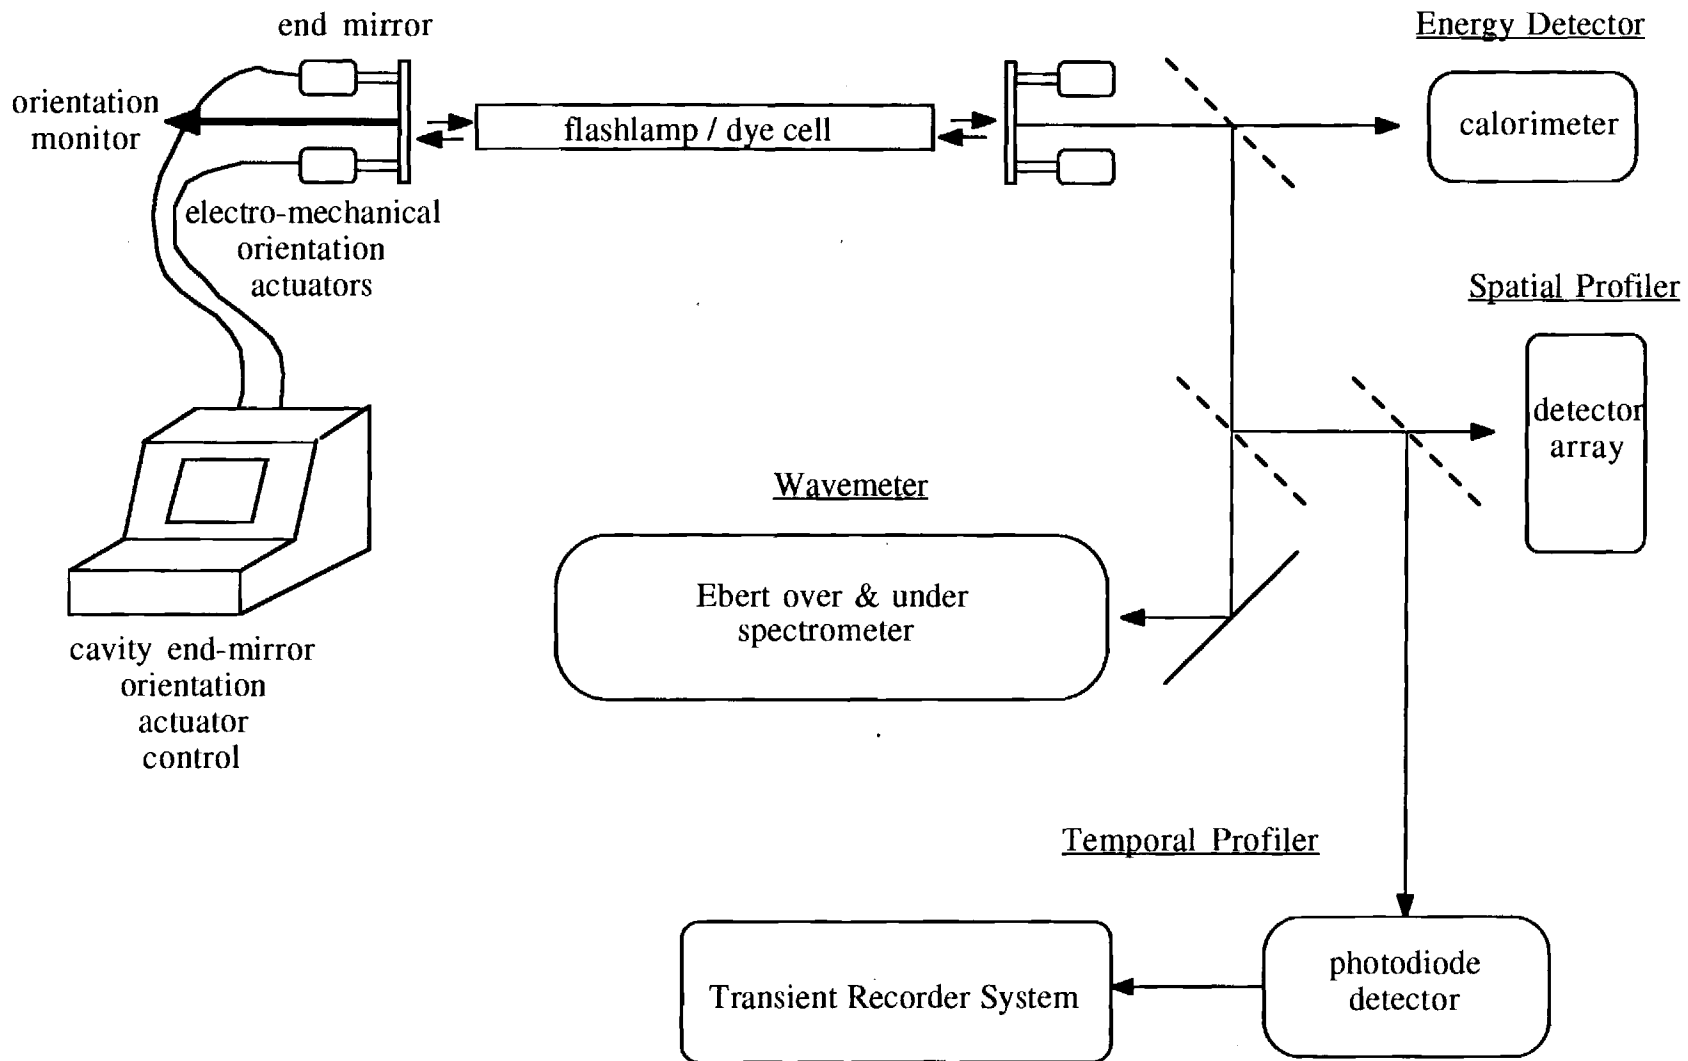 end mirror
Energy Detector
orientation
monitor
flashlamp / dye cell
calorimeter
electro-mechanical
orientation
actuators
Spatial Profiler
detector
array
Wavemeter
Ebert over & under
spectrometer
cavity end-mirror
orientation
actuator
control
Temporal Profiler
photodiode
detector
Transient Recorder System